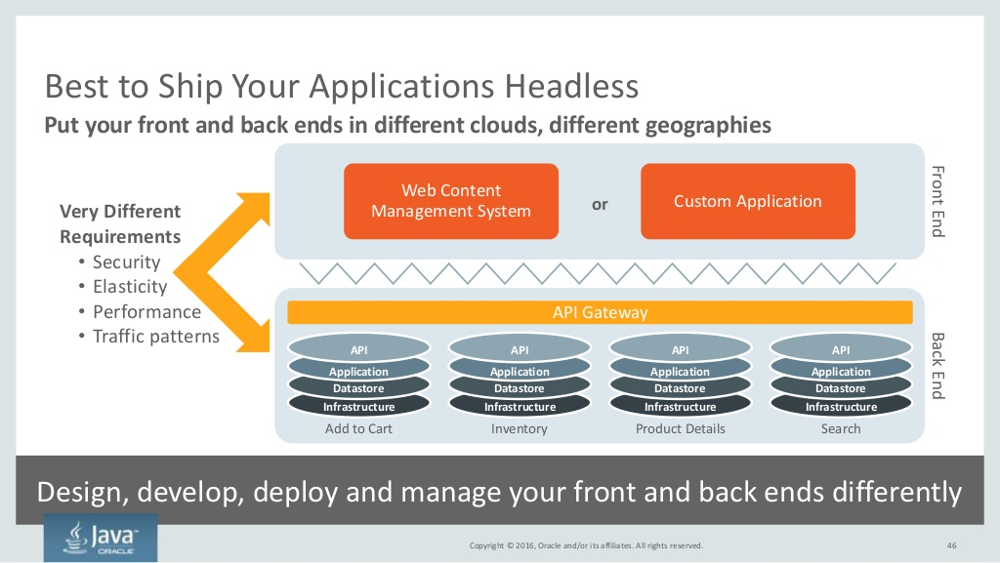 Best to Ship Your Applications Headless
Put your front and back ends in different clouds, different geographies
Very Different
Requirements
• Security
• Elasticity
• Performance
• Traffic patterns
Web Content
Management System
or
Custom Application
Front End
API Gateway
API
Application
Datastore
Infrastructure
Add to Cart
API
Application
Datastore
Infrastructure
Inventory
API
Application
Datastore
Infrastructure
Product Details
API
Application
Datastore
Infrastructure
Search
Back End
Design, develop, deploy and manage your front and back ends differently
Java™
ORACLE®
Copyright © 2016, Oracle and/or its affiliates. All rights reserved.
46